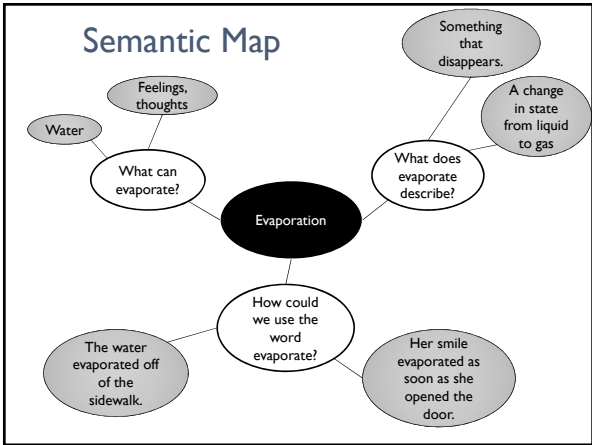 Semantic Map
Something
that
disappears.
Feelings,
thoughts
A change
in state
from liquid
to gas
Water
What can
evaporate?
What does
evaporate
describe?
Evaporation
How could
we use the
word
evaporate?
The water
evaporated off
of the
sidewalk.
Her smile
evaporated as
soon as she
opened the
door.